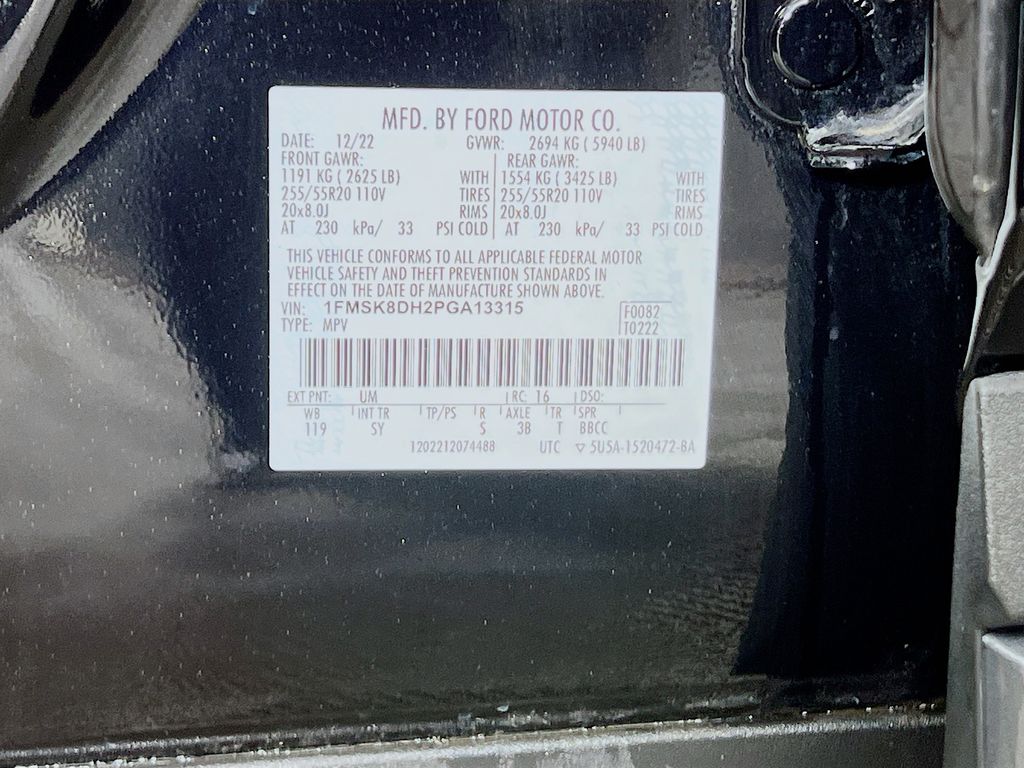 MFD. BY FORD MOTOR CO.
DATE: 12/22 GVWR: 2694 KG ( 5940 LB)
FRONT GAWR: REAR GAWR:
1191 KG ( 2625 LB) WITH 1554 KG ( 3425 LB) WITH
255/55R20 110V TIRES 255/55R20 110V TIRES
20x8.0J RIMS 20x8.0J RIMS
AT 230 kPa/ 33 PSI COLD AT 230 kPa/ 33 PSI COLD
THIS VEHICLE CONFORMS TO ALL APPLICABLE FEDERAL MOTOR
VEHICLE SAFETY AND THEFT PREVENTION STANDARDS IN
EFFECT ON THE DATE OF MANUFACTURE SHOWN ABOVE.
VIN: 1FMSK8DH2PGA13315 F0082
TYPE: MPV T0222
EXT PNT: UM RC: 16 DSO:
WB INT TR TP/PS R AXLE TR SPR
119 SY S 3B T BBCC
1202212074488 UTC ▽ 5U5A-1520472-8A